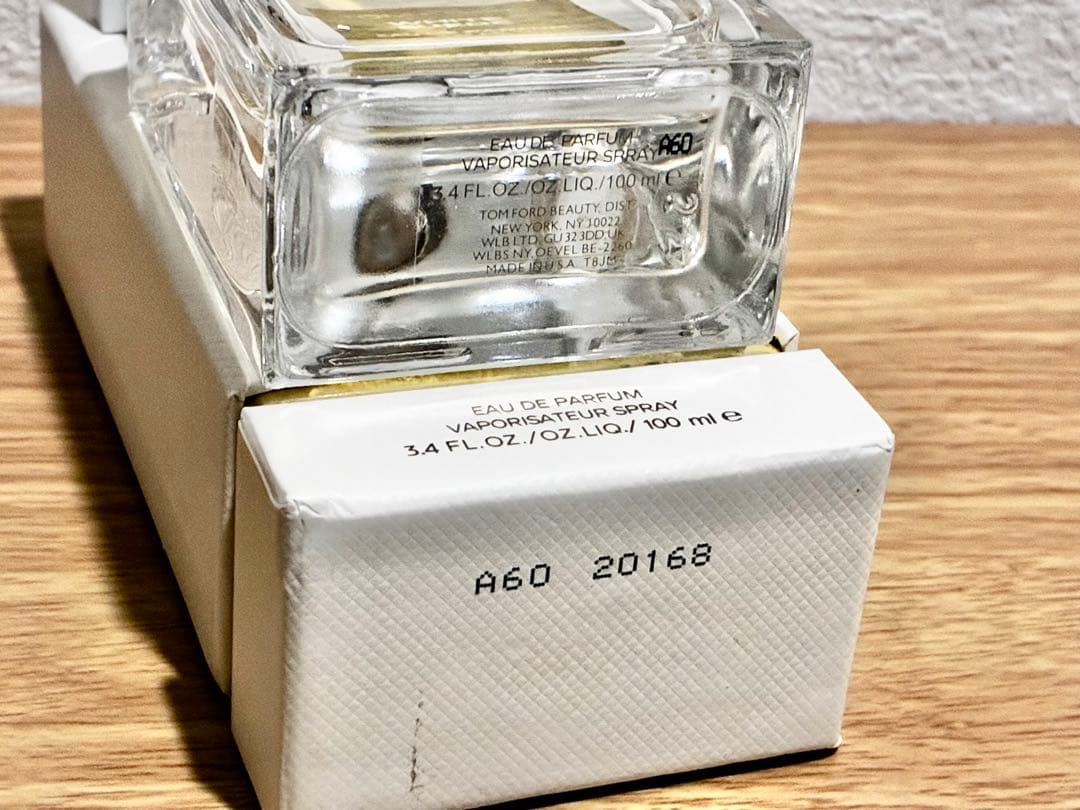 WHITE
EAU DE PARFUM
VAPORISATEUR SPRAY A60
3.4 FL.OZ./OZ.LIQ./100 ml e
TOM FORD BEAUTY, DIST
NEW YORK, NY 10022
WLB LTD, GU323DD,UK
WLBS NY, OEVEL BE-2260
MADE IN U.S.A. T8JM
EAU DE PARFUM
VAPORISATEUR SPRAY
3.4 FL.OZ./OZ.LIQ./ 100 ml e
A60 20168